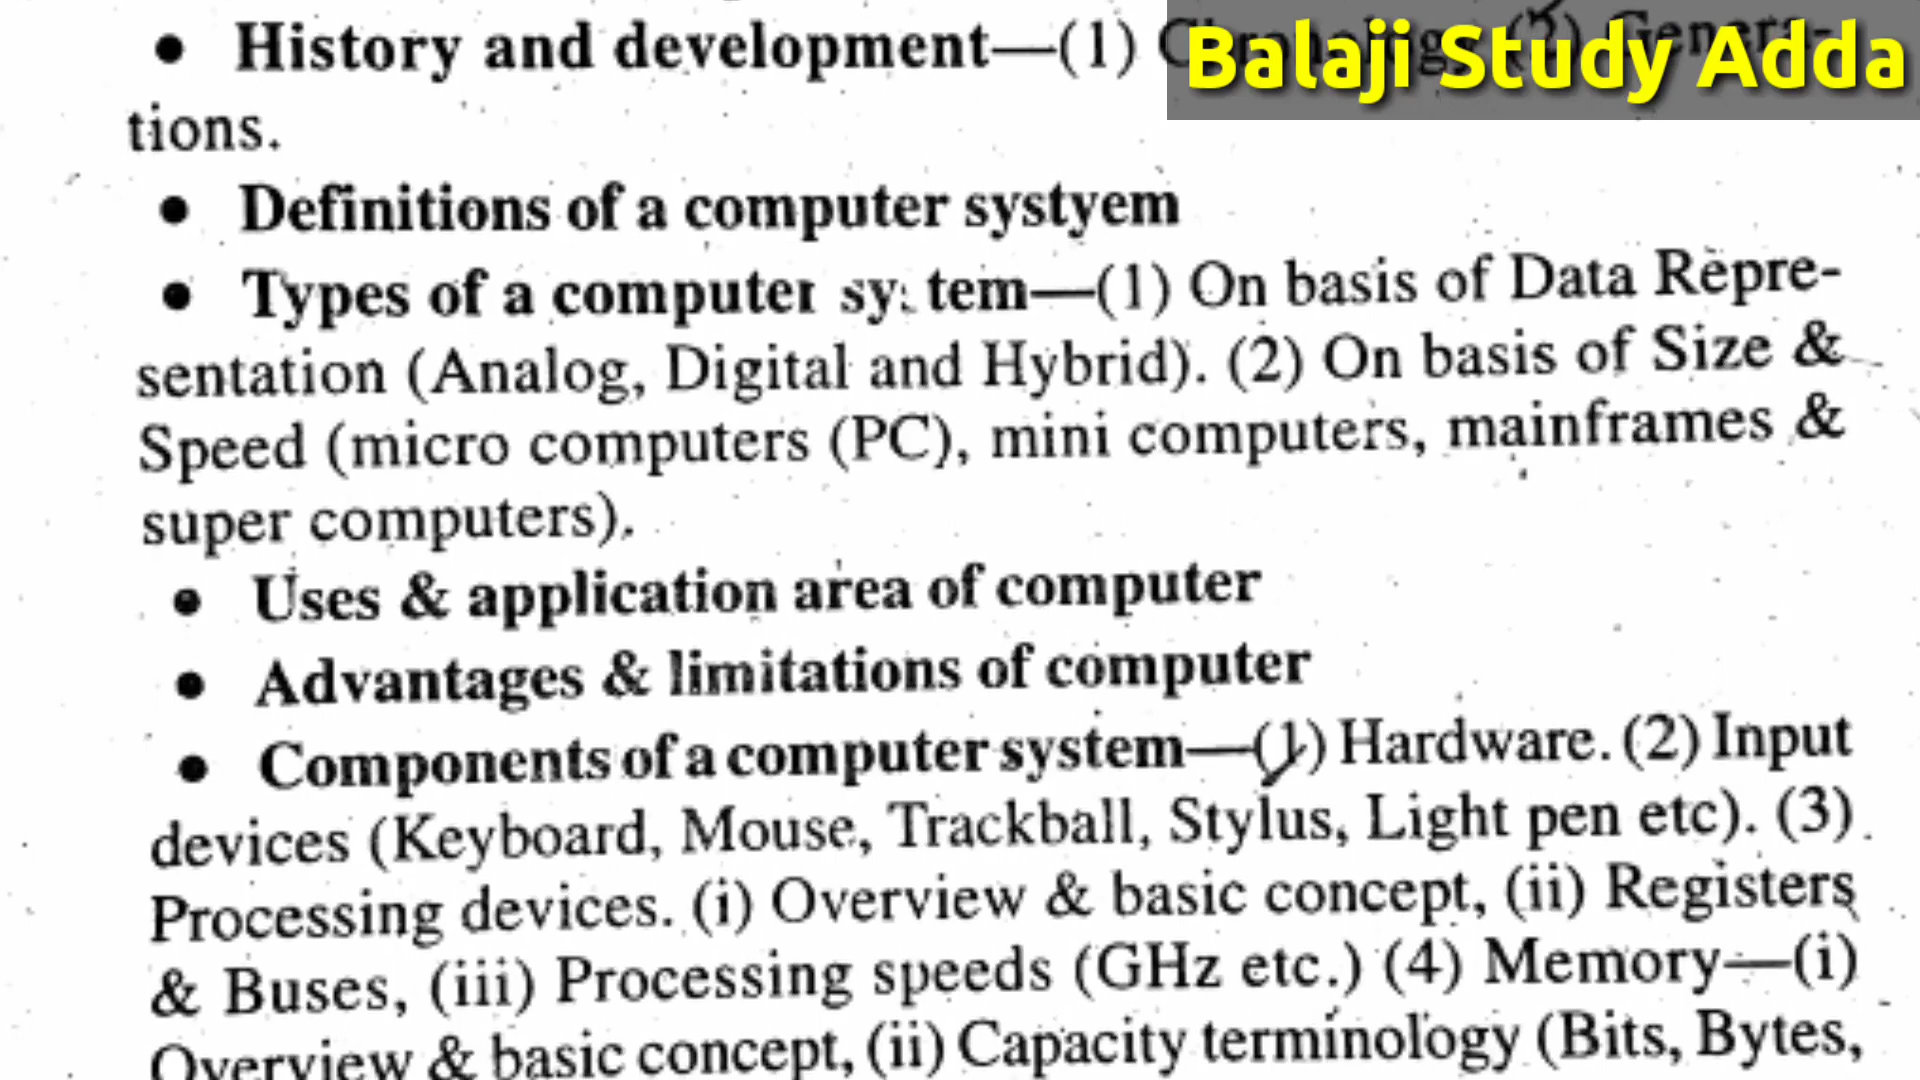 • History and development—(1)
Balaji Study Adda
tions.
• Definitions of a computer systyem
• Types of a computer sy: tem—(1) On basis of Data Repre-
sentation (Analog, Digital and Hybrid). (2) On basis of Size &
Speed (micro computers (PC), mini computers, mainframes &
super computers).
• Uses & application area of computer
• Advantages & limitations of computer
• Components of a computer system—(1) Hardware. (2) Input
devices (Keyboard, Mouse, Trackball, Stylus, Light pen etc). (3)
Processing devices. (i) Overview & basic concept, (ii) Registers
& Buses, (iii) Processing speeds (GHz etc.) (4) Memory—(i)
Overview & basic concept, (ii) Capacity terminology (Bits, Bytes,